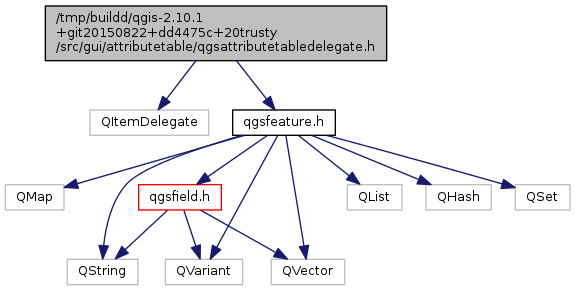 /tmp/buildd/qgis-2.10.1
+git20150822+dd4475c+20trusty
/src/gui/attributetable/qgsattributetabledelegate.h
QItemDelegate
qgsfeature.h
QMap
qgsfield.h
QList
QHash
QSet
QString
QVariant
QVector